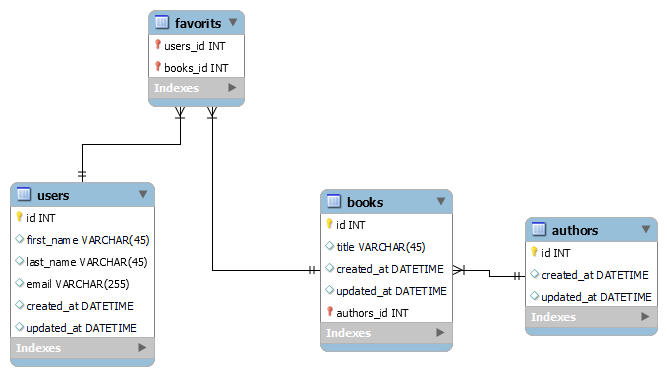 favorits
users_id INT
books_id INT
Indexes
users
id INT
first_name VARCHAR(45)
last_name VARCHAR(45)
email VARCHAR(255)
created_at DATETIME
updated_at DATETIME
Indexes
books
id INT
title VARCHAR(45)
created_at DATETIME
updated_at DATETIME
authors_id INT
Indexes
authors
id INT
created_at DATETIME
updated_at DATETIME
Indexes